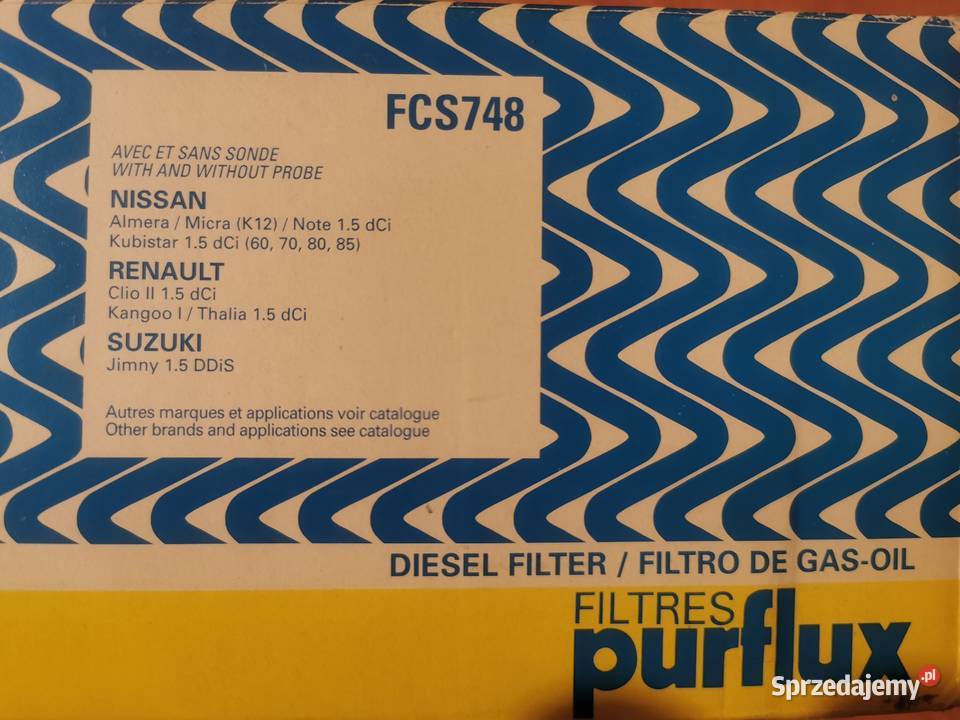 FCS748
AVEC ET SANS SONDE
WITH AND WITHOUT PROBE
NISSAN
Almera / Micra (K12) / Note 1.5 dCi
Kubistar 1.5 dCi (60, 70, 80, 85)
RENAULT
Clio II 1.5 dCi
Kangoo I / Thalia 1.5 dCi
SUZUKI
Jimny 1.5 DDiS
Autres marques et applications voir catalogue
Other brands and applications see catalogue
DIESEL FILTER / FILTRO DE GAS-OIL
FILTRES
purflux
Sprzedajemy.pl